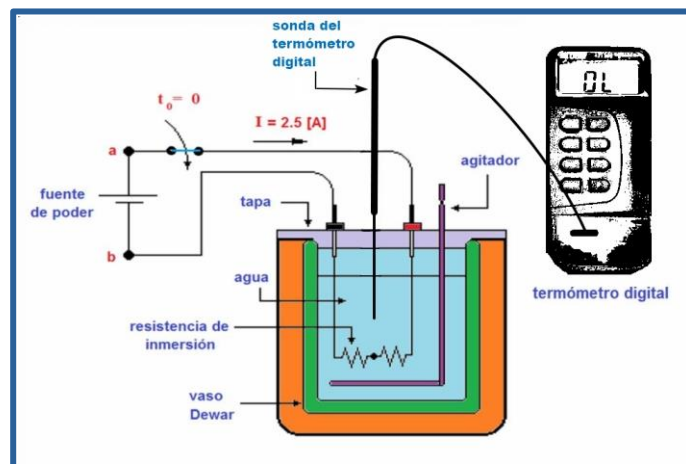 sonda del
termómetro
digital
OL
t₀= 0
I = 2.5 [A]
a
agitador
fuente
de poder
tapa
b
agua
termómetro digital
resistencia de
inmersión
vaso
Dewar